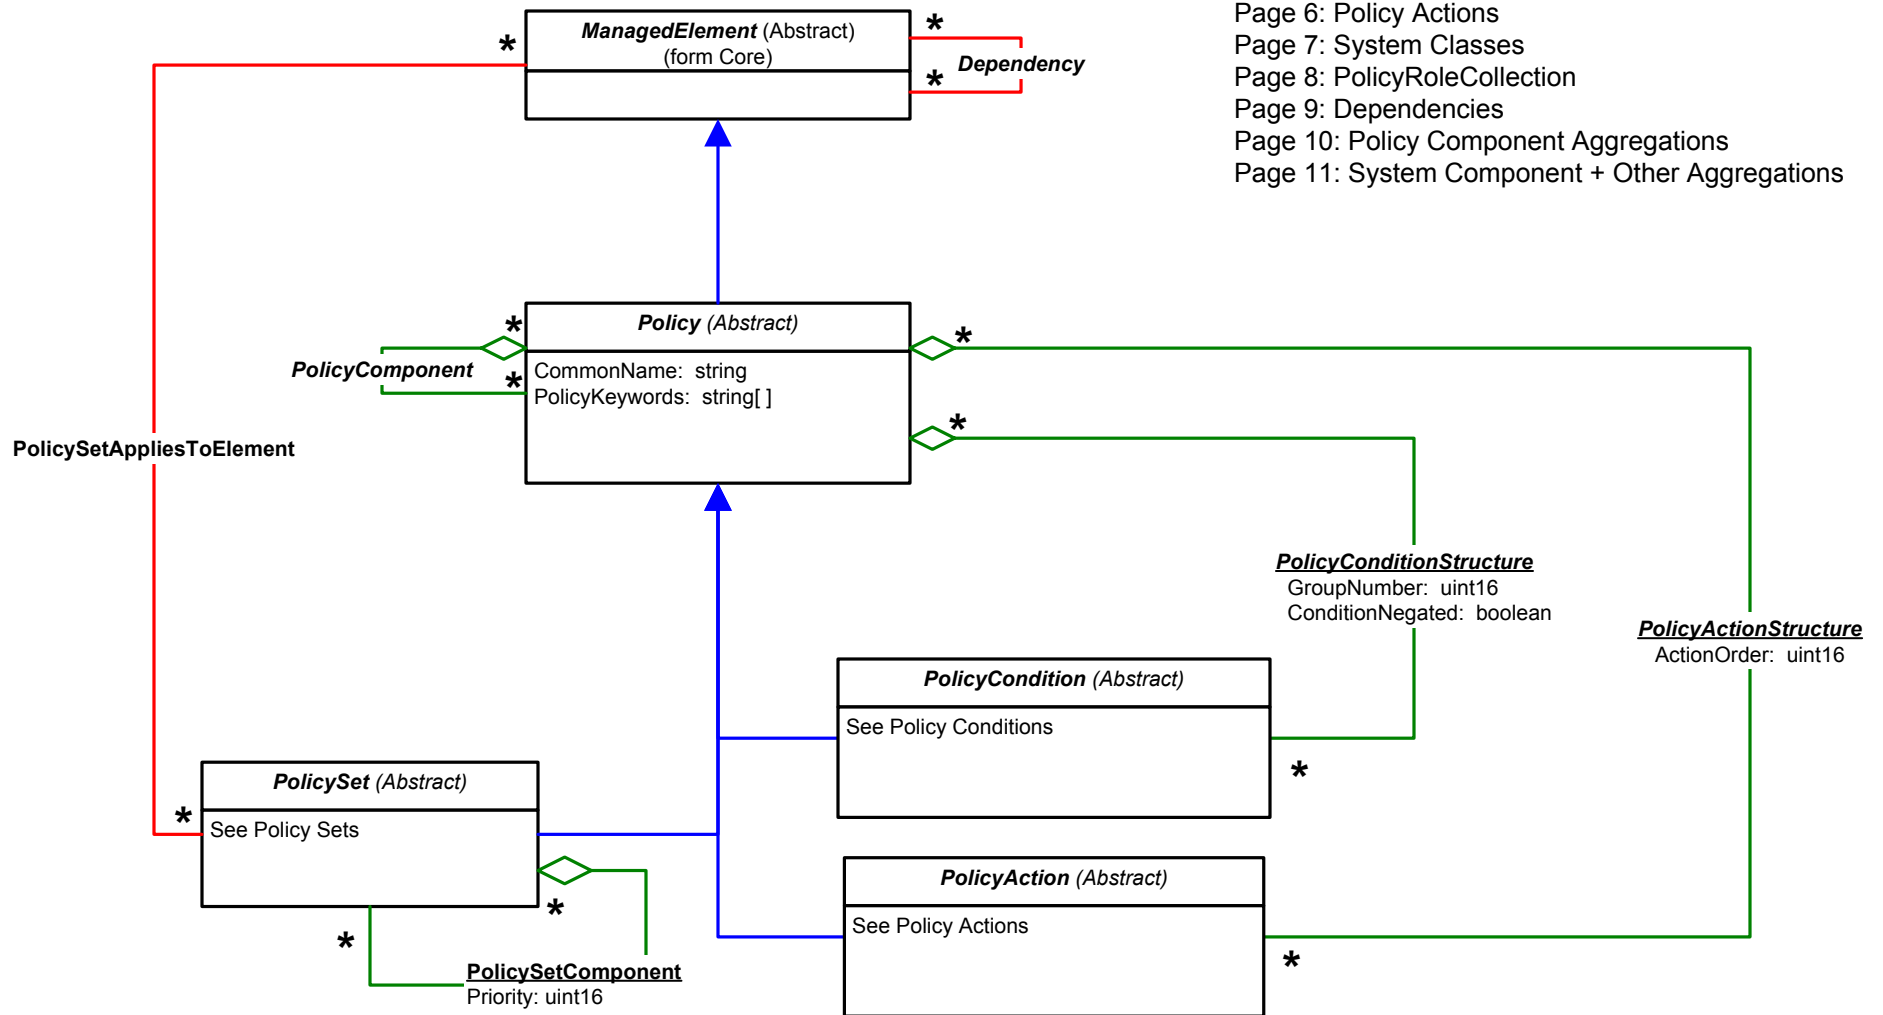 Page 6: Policy Actions
Page 7: System Classes
Page 8: PolicyRoleCollection
Page 9: Dependencies
Page 10: Policy Component Aggregations
Page 11: System Component + Other Aggregations
ManagedElement (Abstract)
(form Core)
*
*
*
Dependency
Policy (Abstract)
CommonName: string
PolicyKeywords: string[ ]
*
*
PolicyComponent
*
*
PolicySetAppliesToElement
PolicyConditionStructure
GroupNumber: uint16
ConditionNegated: boolean
PolicyActionStructure
ActionOrder: uint16
PolicyCondition (Abstract)
See Policy Conditions
*
PolicySet (Abstract)
See Policy Sets
*
*
*
PolicySetComponent
Priority: uint16
PolicyAction (Abstract)
See Policy Actions
*